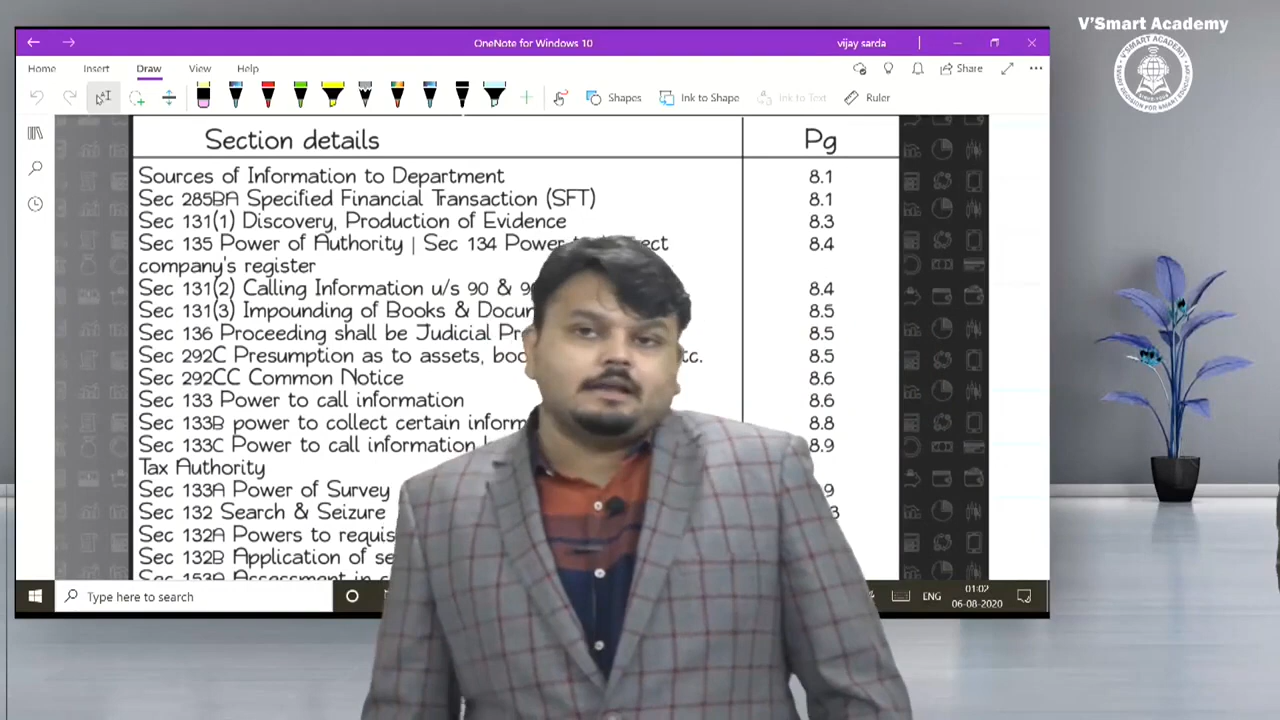 V'Smart Academy
OneNote for Windows 10
vijay sarda
Home Insert Draw View Help
Share
Shapes Ink to Shape Ink to Text Ruler
Section details Pg
Sources of Information to Department 8.1
Sec 285BA Specified Financial Transaction (SFT) 8.1
Sec 131(1) Discovery, Production of Evidence 8.3
Sec 135 Power of Authority | Sec 134 Power 8.4
company's register
Sec 131(2) Calling Information u/s 90 & 8.4
Sec 131(3) Impounding of Books & 8.5
Sec 136 Proceeding shall be Judicial 8.5
Sec 292C Presumption as to assets, etc. 8.5
Sec 292CC Common Notice 8.6
Sec 133 Power to call information 8.6
Sec 133B power to collect certain 8.8
Sec 133C Power to call information 8.9
Tax Authority
Sec 133A Power of Survey
Sec 132 Search & Seizure
Sec 132A Powers to
Sec 132B Application of
Sec 153A Assessment in
Type here to search
ENG
01:02
06-08-2020